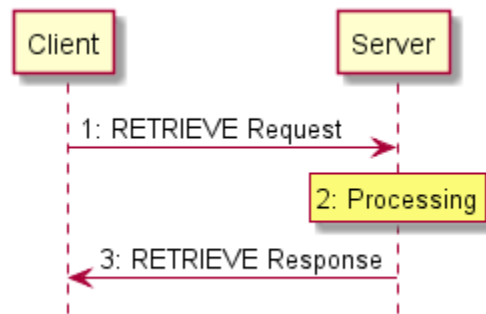 Client
Server
1: RETRIEVE Request
2: Processing
3: RETRIEVE Response